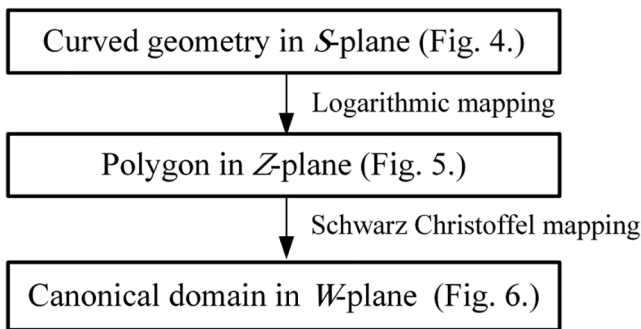 Curved geometry in S-plane (Fig. 4.)
Logarithmic mapping
Polygon in Z-plane (Fig. 5.)
Schwarz Christoffel mapping
Canonical domain in W-plane (Fig. 6.)